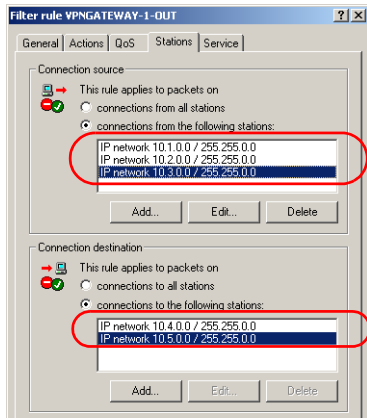 Filter rule VPNGATEWAY-1-OUT
General Actions QoS Stations Service
Connection source
This rule applies to packets on
connections from all stations
connections from the following stations:
IP network 10.1.0.0 / 255.255.0.0
IP network 10.2.0.0 / 255.255.0.0
IP network 10.3.0.0 / 255.255.0.0
Add... Edit... Delete
Connection destination
This rule applies to packets on
connections to all stations
connections to the following stations:
IP network 10.4.0.0 / 255.255.0.0
IP network 10.5.0.0 / 255.255.0.0
Add... Edit... Delete